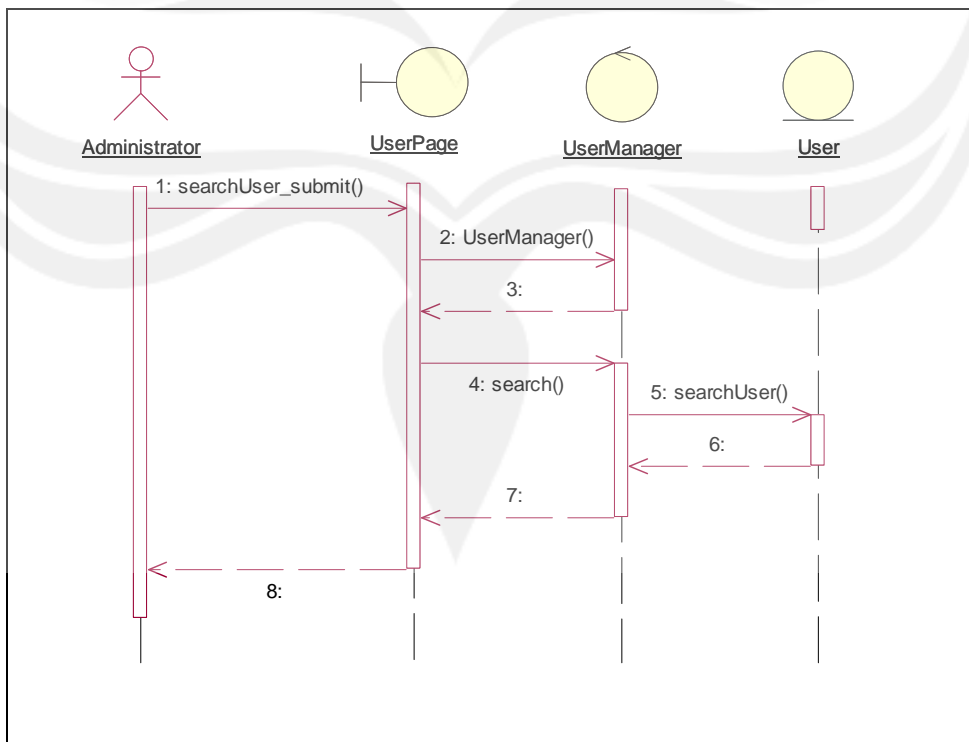 Administrator
UserPage
UserManager
User
1: searchUser_submit()
2: UserManager()
3:
4: search()
5: searchUser()
6:
7:
8: